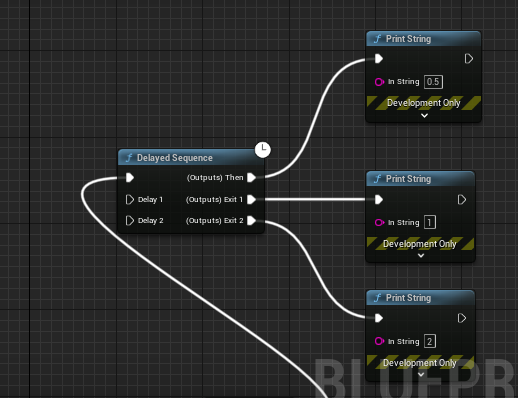 Print String
In String 0.5
Development Only
Delayed Sequence
(Outputs) Then
Delay 1 (Outputs) Exit 1
Delay 2 (Outputs) Exit 2
Print String
In String 1
Development Only
Print String
In String 2
Development Only
BLUEPR